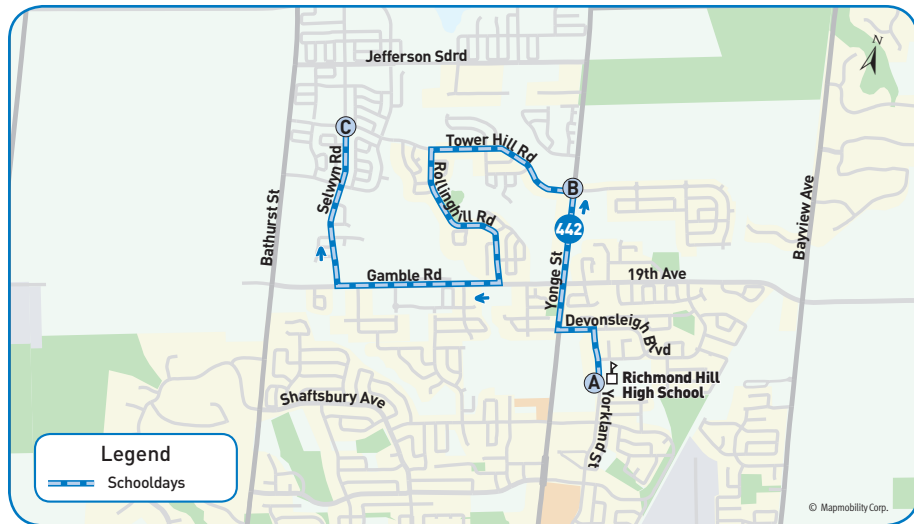 N
Jefferson Sdrd
C
Tower Hill Rd
Selwyn Rd
Rollinghill Rd
B
Bathurst St
442
Bayview Ave
Gamble Rd
Yonge St
19th Ave
Devonsleigh Blvd
A
Richmond Hill
High School
Shaftsbury Ave
Yorkland St
Legend
Schooldays
© Mapmobility Corp.